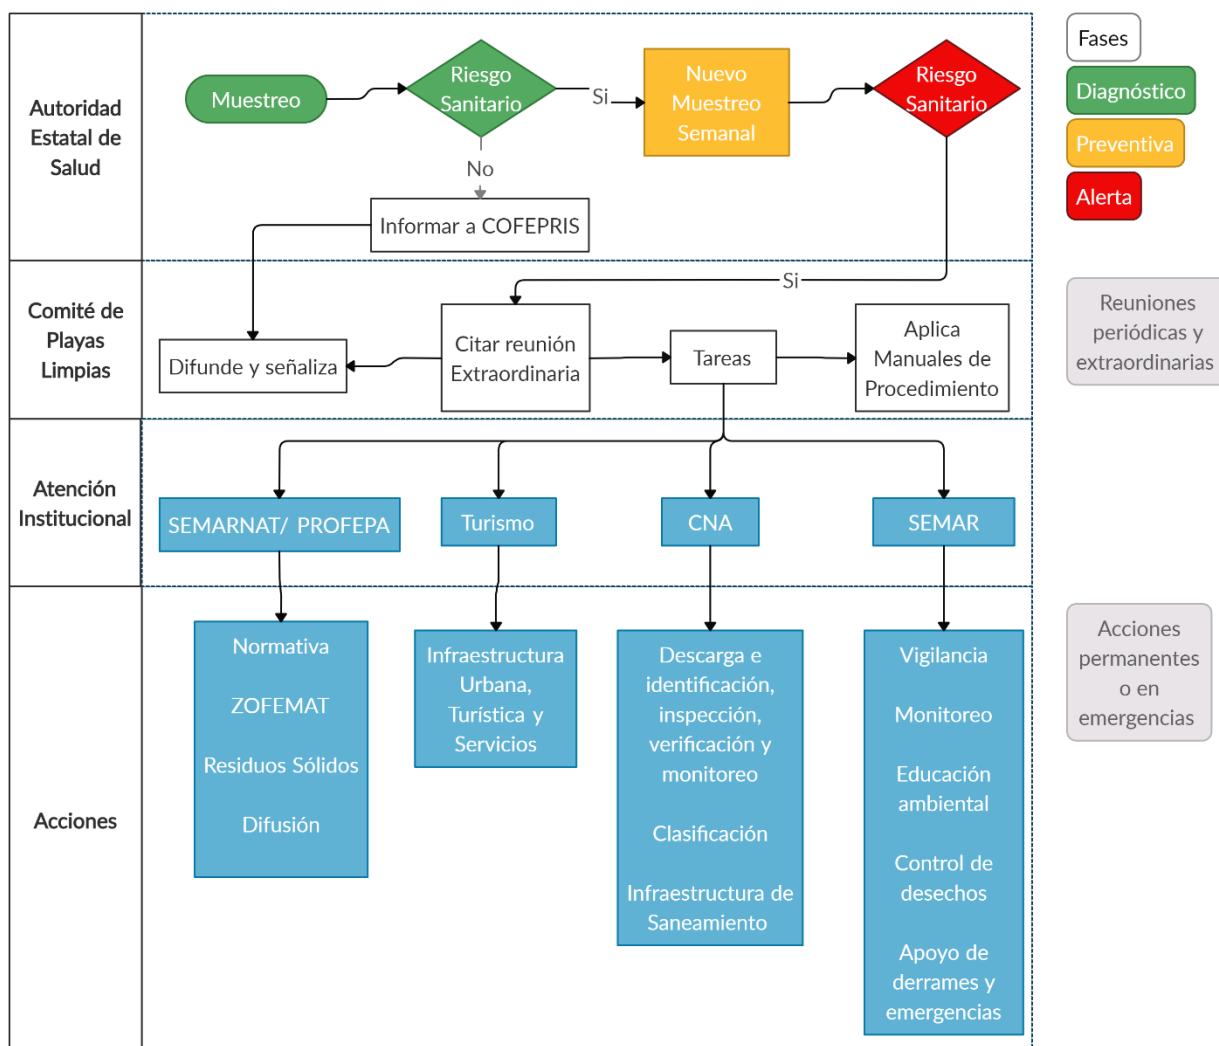 Autoridad
Estatal de
Salud
Muestreo
Riesgo
Sanitario
Si
Nuevo
Muestreo
Semanal
Riesgo
Sanitario
No
Informar a COFEPRIS
Fases
Diagnóstico
Preventiva
Alerta
Comité de
Playas
Limpias
Si
Difunde y señaliza
Citar reunión
Extraordinaria
Tareas
Aplica
Manuales de
Procedimiento
Reuniones
periódicas y
extraordinarias
Atención
Institucional
SEMARNAT/ PROFEPA
Turismo
CNA
SEMAR
Acciones
Normativa
ZOFEMAT
Residuos Sólidos
Difusión
Infraestructura
Urbana,
Turística y
Servicios
Descarga e
identificación,
inspección,
verificación y
monitoreo
Clasificación
Infraestructura de
Saneamiento
Vigilancia
Monitoreo
Educación
ambiental
Control de
desechos
Apoyo de
derrames y
emergencias
Acciones
permanentes
o en
emergencias